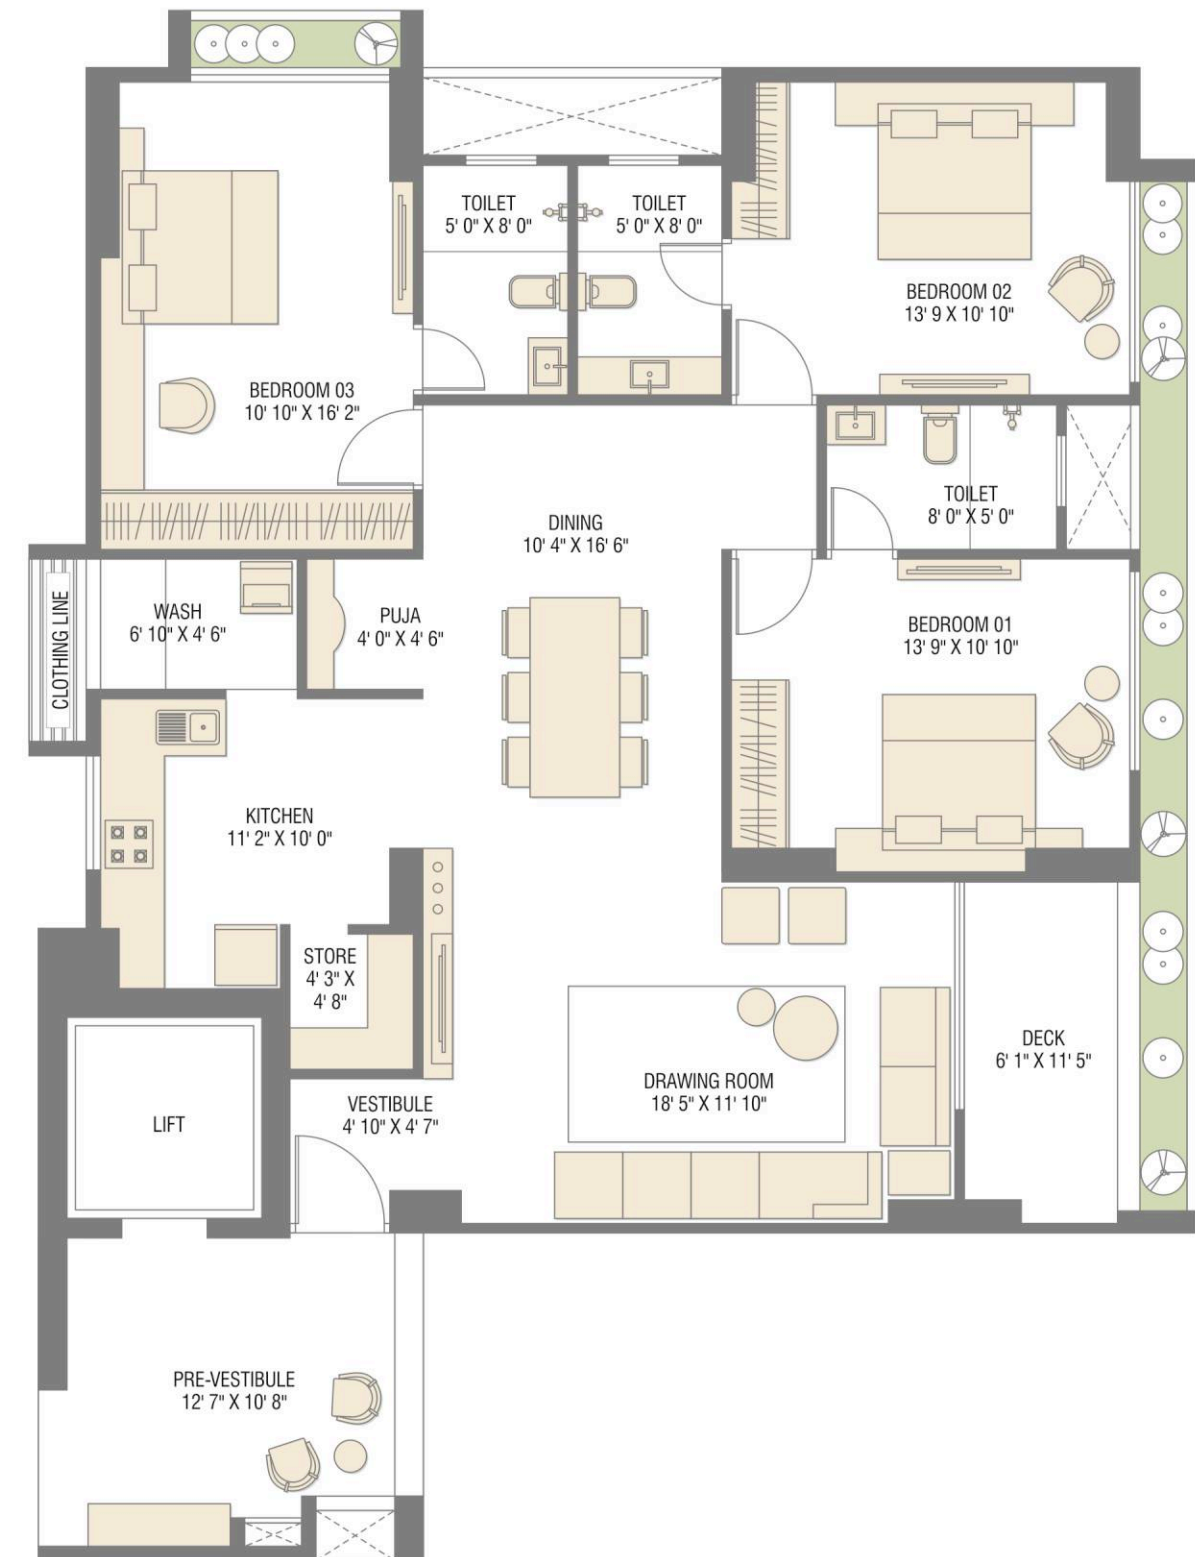 TOILET
5' 0" X 8' 0"
TOILET
5' 0" X 8' 0"
BEDROOM 02
13' 9 X 10' 10"
BEDROOM 03
10' 10" X 16' 2"
TOILET
8' 0" X 5' 0"
DINING
10' 4" X 16' 6"
CLOTHING LINE
WASH
6' 10" X 4' 6"
PUJA
4' 0" X 4' 6"
BEDROOM 01
13' 9" X 10' 10"
KITCHEN
11' 2" X 10' 0"
STORE
4' 3" X
4' 8"
DECK
6' 1" X 11' 5"
DRAWING ROOM
18' 5" X 11' 10"
LIFT
VESTIBULE
4' 10" X 4' 7"
PRE-VESTIBULE
12' 7" X 10' 8"